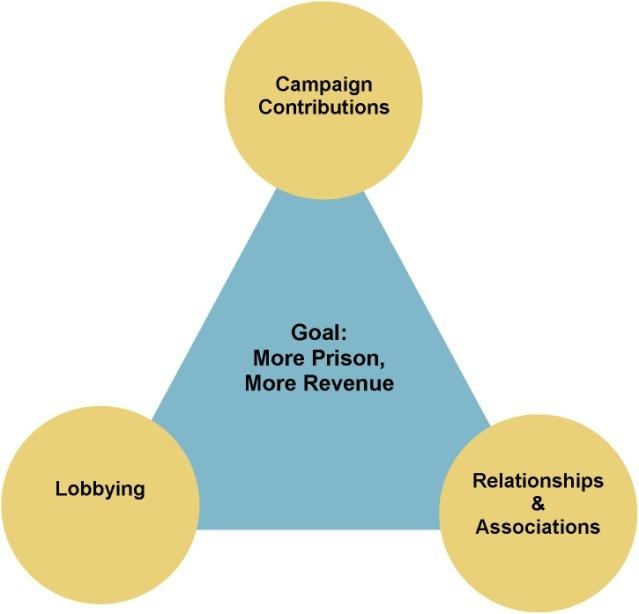 Campaign
Contributions
Goal:
More Prison,
More Revenue
Lobbying
Relationships
&
Associations